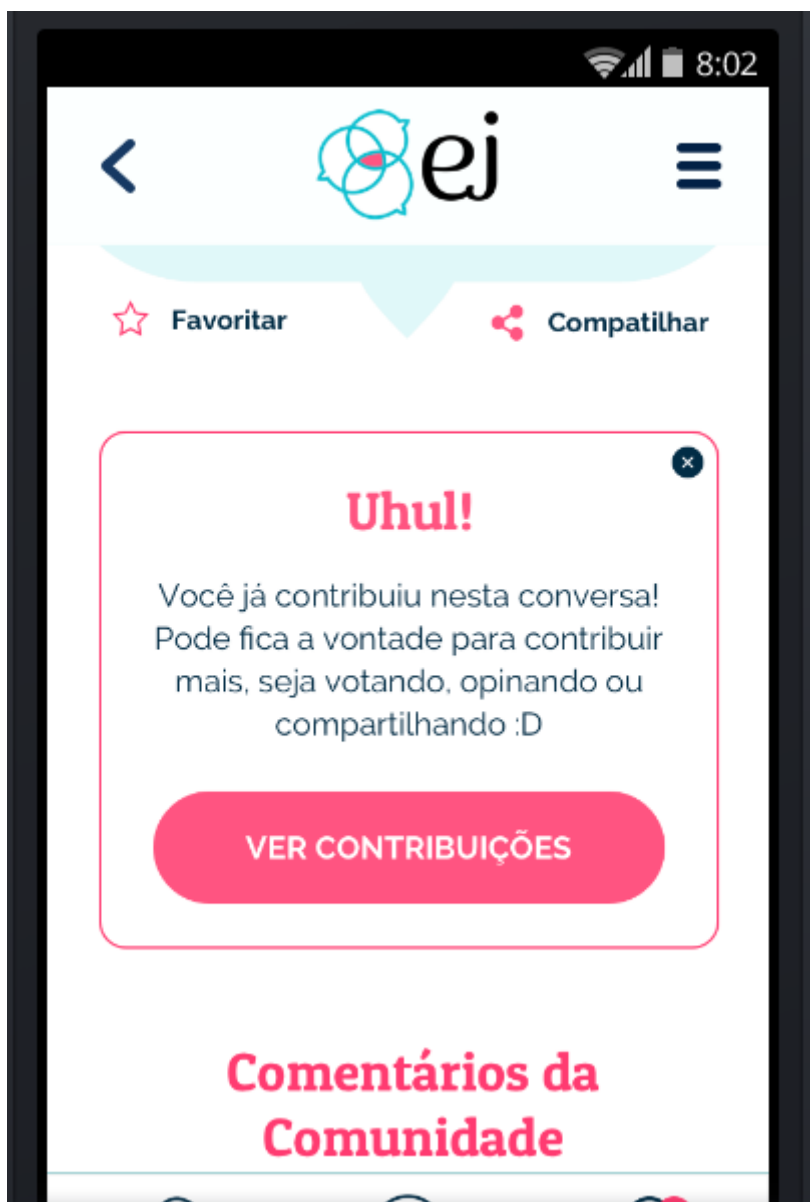 8:02
ej
Favoritar
Compatilhar
Uhul!
Você já contribuiu nesta conversa!
Pode fica a vontade para contribuir
mais, seja votando, opinando ou
compartilhando :D
VER CONTRIBUIÇÕES
Comentários da
Comunidade